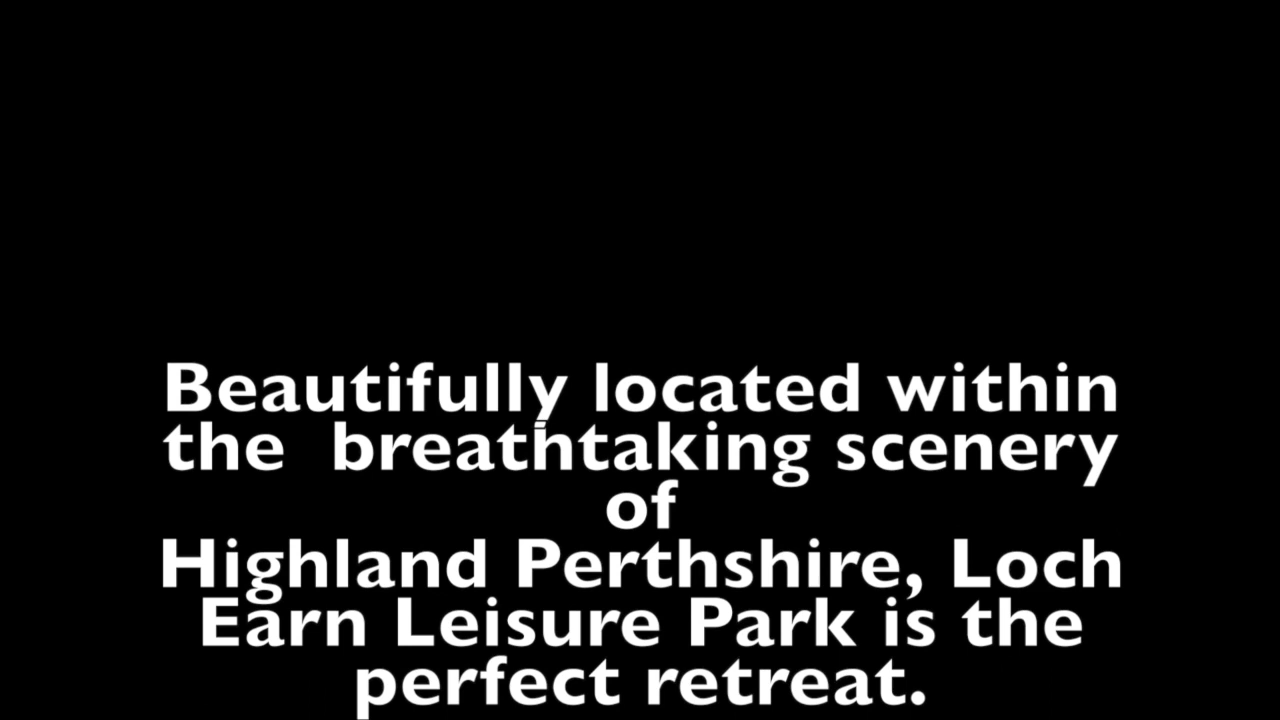 Beautifully located within
the  breathtaking scenery
of
Highland Perthshire, Loch
Earn Leisure Park is the
perfect retreat.